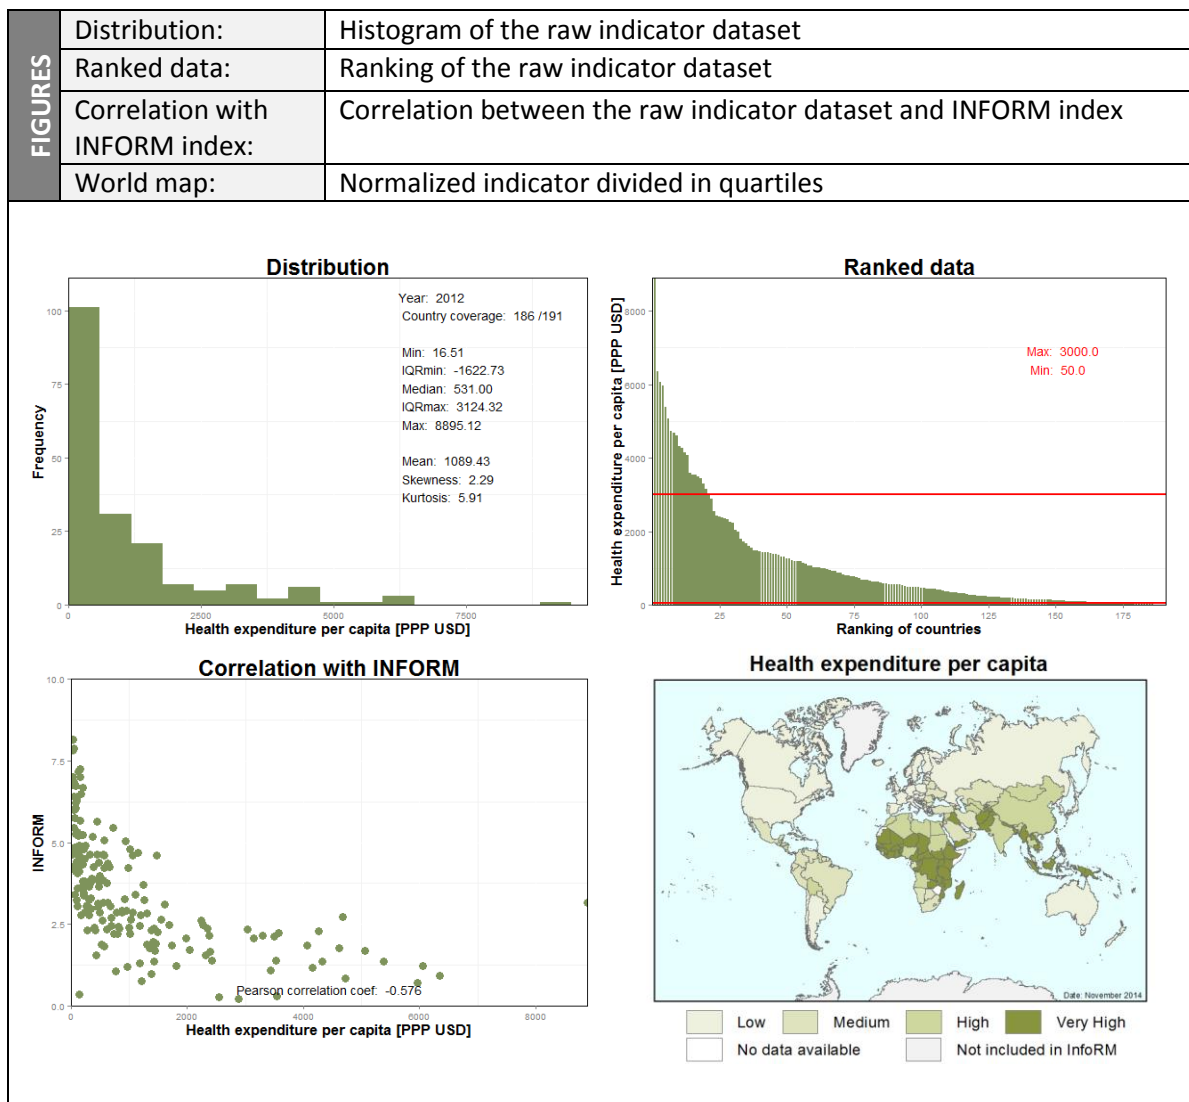 FIGURES
Distribution: Histogram of the raw indicator dataset
Ranked data: Ranking of the raw indicator dataset
Correlation with INFORM index: Correlation between the raw indicator dataset and INFORM index
World map: Normalized indicator divided in quartiles
Distribution
Year: 2012
Country coverage: 186 /191
Min: 16.51
IQRmin: -1622.73
Median: 531.00
IQRmax: 3124.32
Max: 8895.12
Mean: 1089.43
Skewness: 2.29
Kurtosis: 5.91
Frequency
100
75
50
25
0
0 2500 5000 7500
Health expenditure per capita [PPP USD]
Ranked data
Max: 3000.0
Min: 50.0
Health expenditure per capita [PPP USD]
8000
6000
4000
2000
0
25 50 75 100 125 150 175
Ranking of countries
Correlation with INFORM
INFORM
10.0
7.5
5.0
2.5
0.0
Pearson correlation coef: -0.576
0 2000 4000 6000 8000
Health expenditure per capita [PPP USD]
Health expenditure per capita
Date: November 2014
Low Medium High Very High
No data available Not included in InfoRM